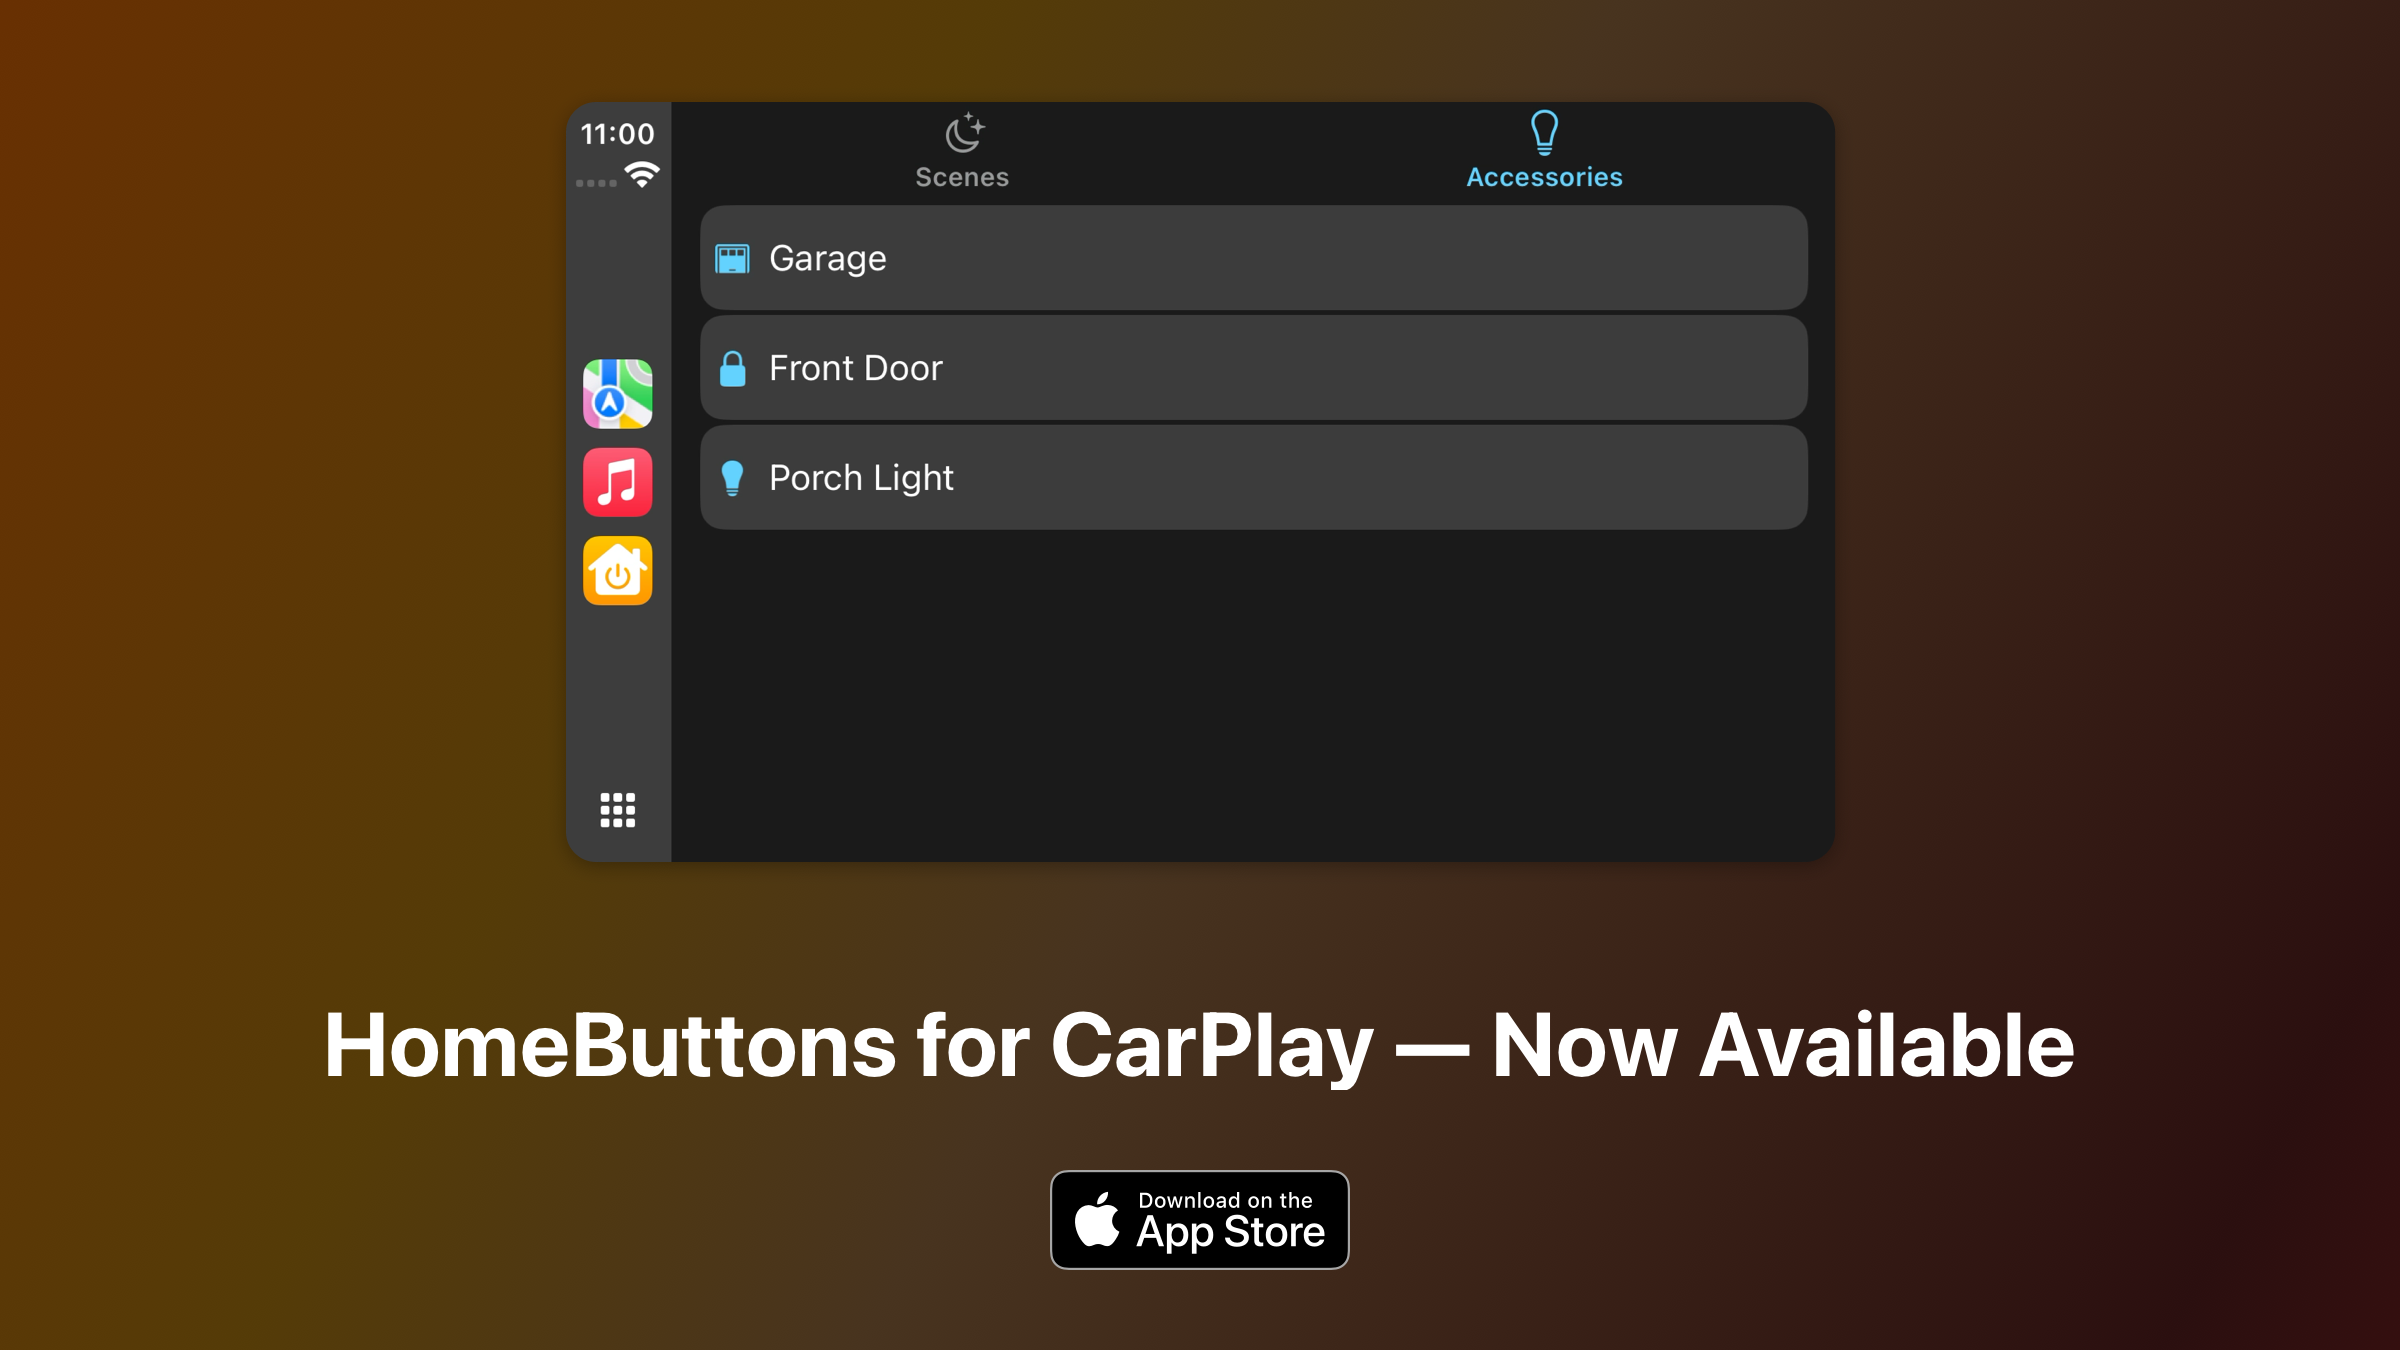 11:00
Scenes
Accessories
Garage
Front Door
Porch Light
HomeButtons for CarPlay — Now Available
Download on the
App Store